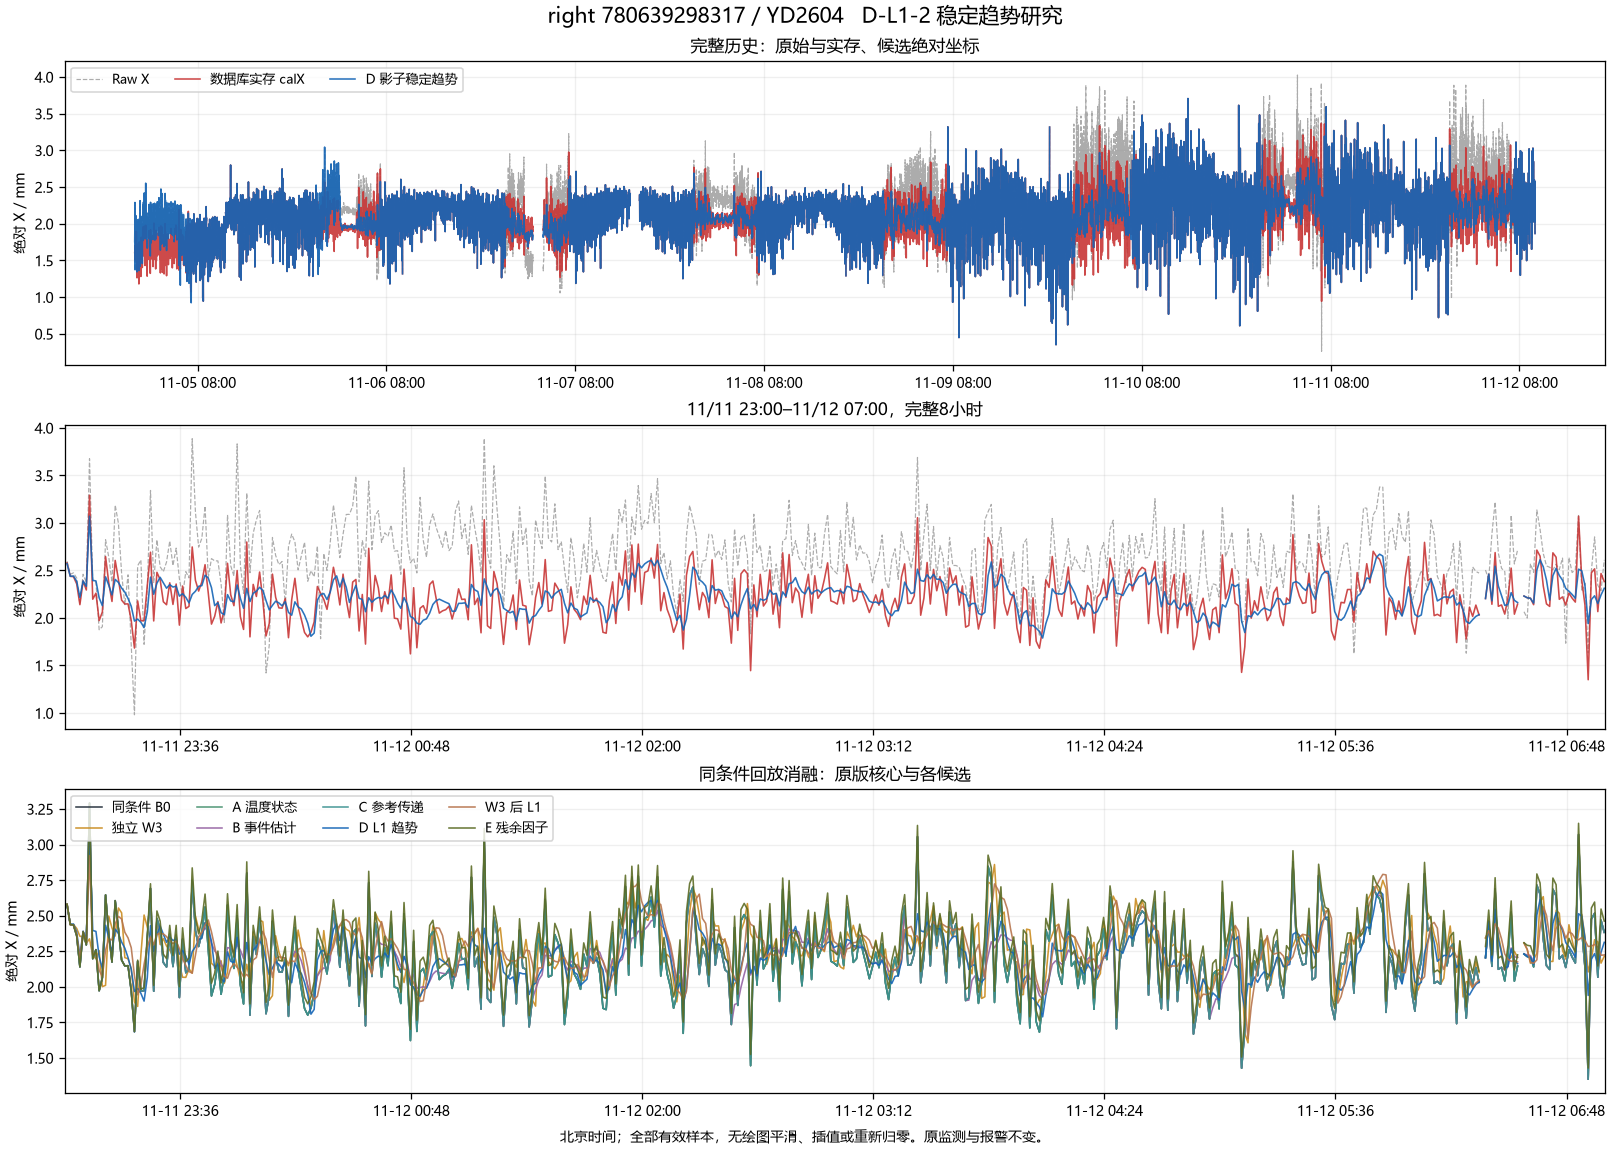 right 780639298317 / YD2604 D-L1-2 稳定趋势研究
完整历史：原始与实存、候选绝对坐标
Raw X
数据库实存 calX
D 影子稳定趋势
绝对 X / mm
4.0
3.5
3.0
2.5
2.0
1.5
1.0
0.5
11-05 08:00
11-06 08:00
11-07 08:00
11-08 08:00
11-09 08:00
11-10 08:00
11-11 08:00
11-12 08:00
11/11 23:00–11/12 07:00，完整8小时
绝对 X / mm
4.0
3.5
3.0
2.5
2.0
1.5
1.0
11-11 23:36
11-12 00:48
11-12 02:00
11-12 03:12
11-12 04:24
11-12 05:36
11-12 06:48
同条件回放消融：原版核心与各候选
同条件 B0
A 温度状态
C 参考传递
W3 后 L1
独立 W3
B 事件估计
D L1 趋势
E 残余因子
绝对 X / mm
3.25
3.00
2.75
2.50
2.25
2.00
1.75
1.50
11-11 23:36
11-12 00:48
11-12 02:00
11-12 03:12
11-12 04:24
11-12 05:36
11-12 06:48
北京时间；全部有效样本，无绘图平滑、插值或重新归零。原监测与报警不变。